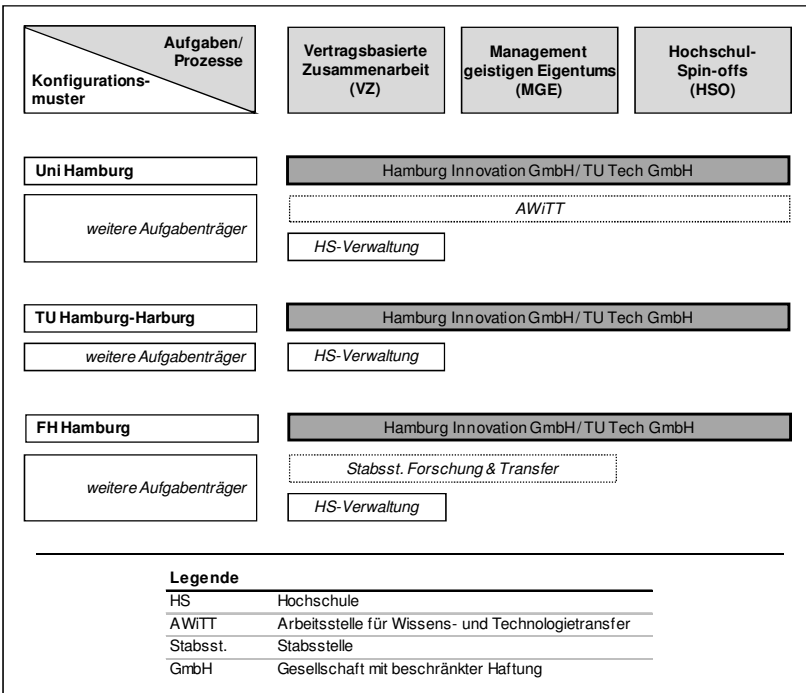 Aufgaben/
Prozesse
Konfigurations-
muster
Vertragsbasierte
Zusammenarbeit
(VZ)
Management
geistigen Eigentums
(MGE)
Hochschul-
Spin-offs
(HSO)
Uni Hamburg
Hamburg Innovation GmbH/ TU Tech GmbH
weitere Aufgabenträger
AWiTT
HS-Verwaltung
TU Hamburg-Harburg
Hamburg Innovation GmbH/ TU Tech GmbH
weitere Aufgabenträger
HS-Verwaltung
FH Hamburg
Hamburg Innovation GmbH/ TU Tech GmbH
weitere Aufgabenträger
Stabsst. Forschung & Transfer
HS-Verwaltung
Legende
HS Hochschule
AWiTT Arbeitsstelle für Wissens- und Technologietransfer
Stabsst. Stabsstelle
GmbH Gesellschaft mit beschränkter Haftung